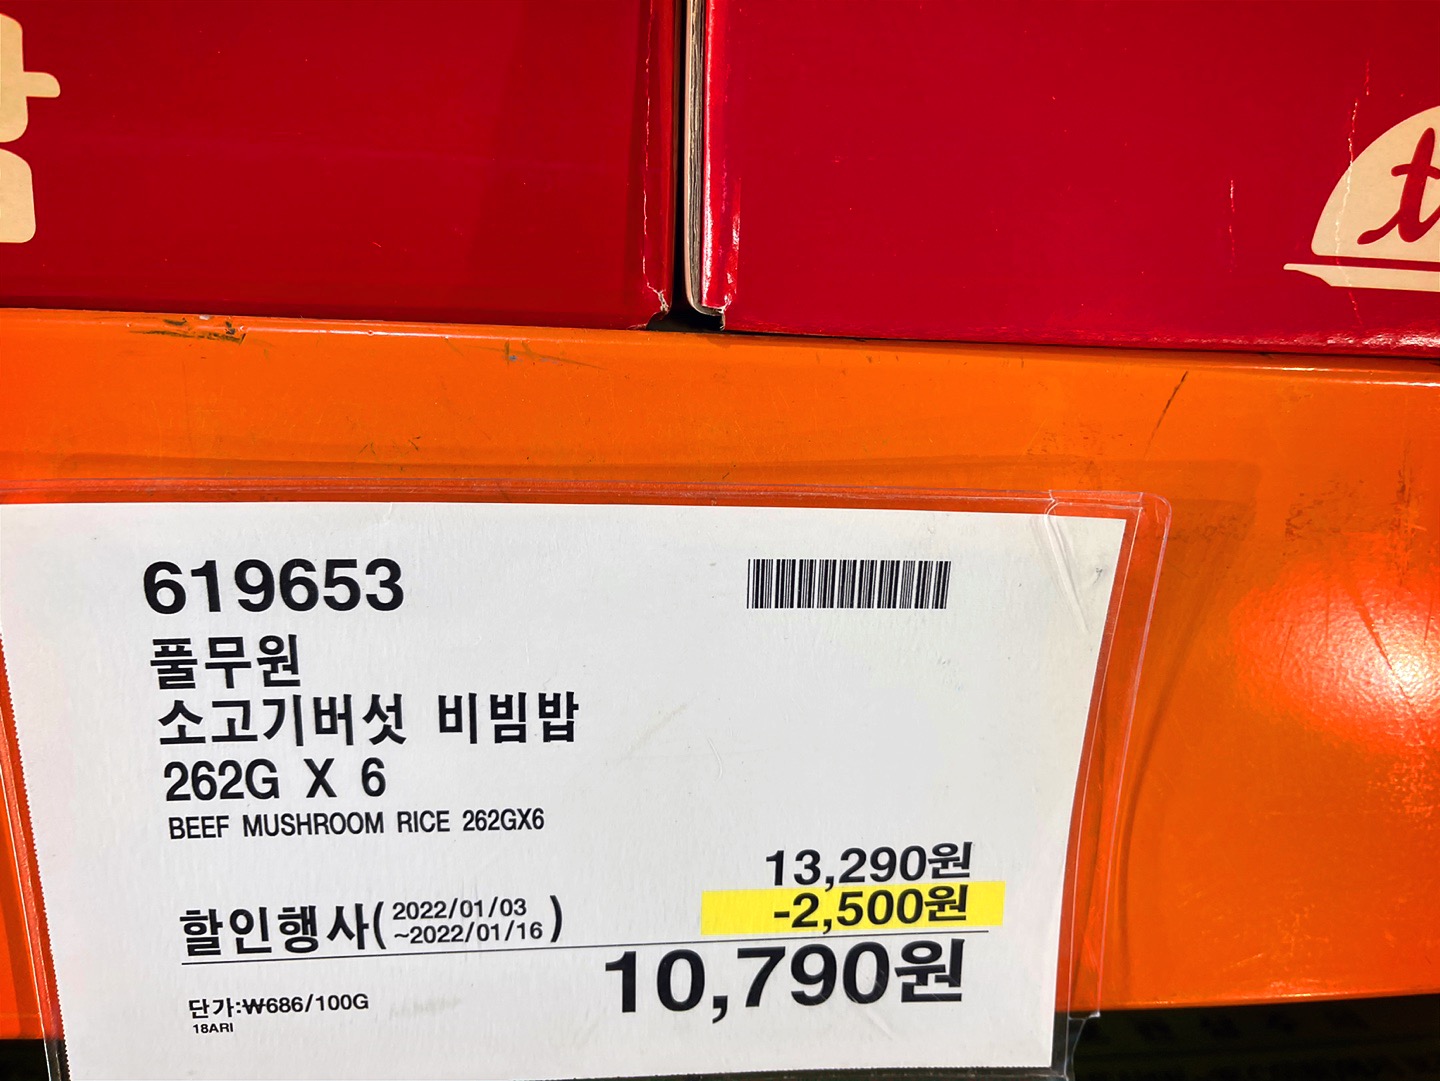 619653
풀무원
소고기버섯 비빔밥
262G X 6
BEEF MUSHROOM RICE 262GX6
13,290원
-2,500원
할인행사(2022/01/03
~2022/01/16)
10,790원
단가:₩686/100G
18ARI